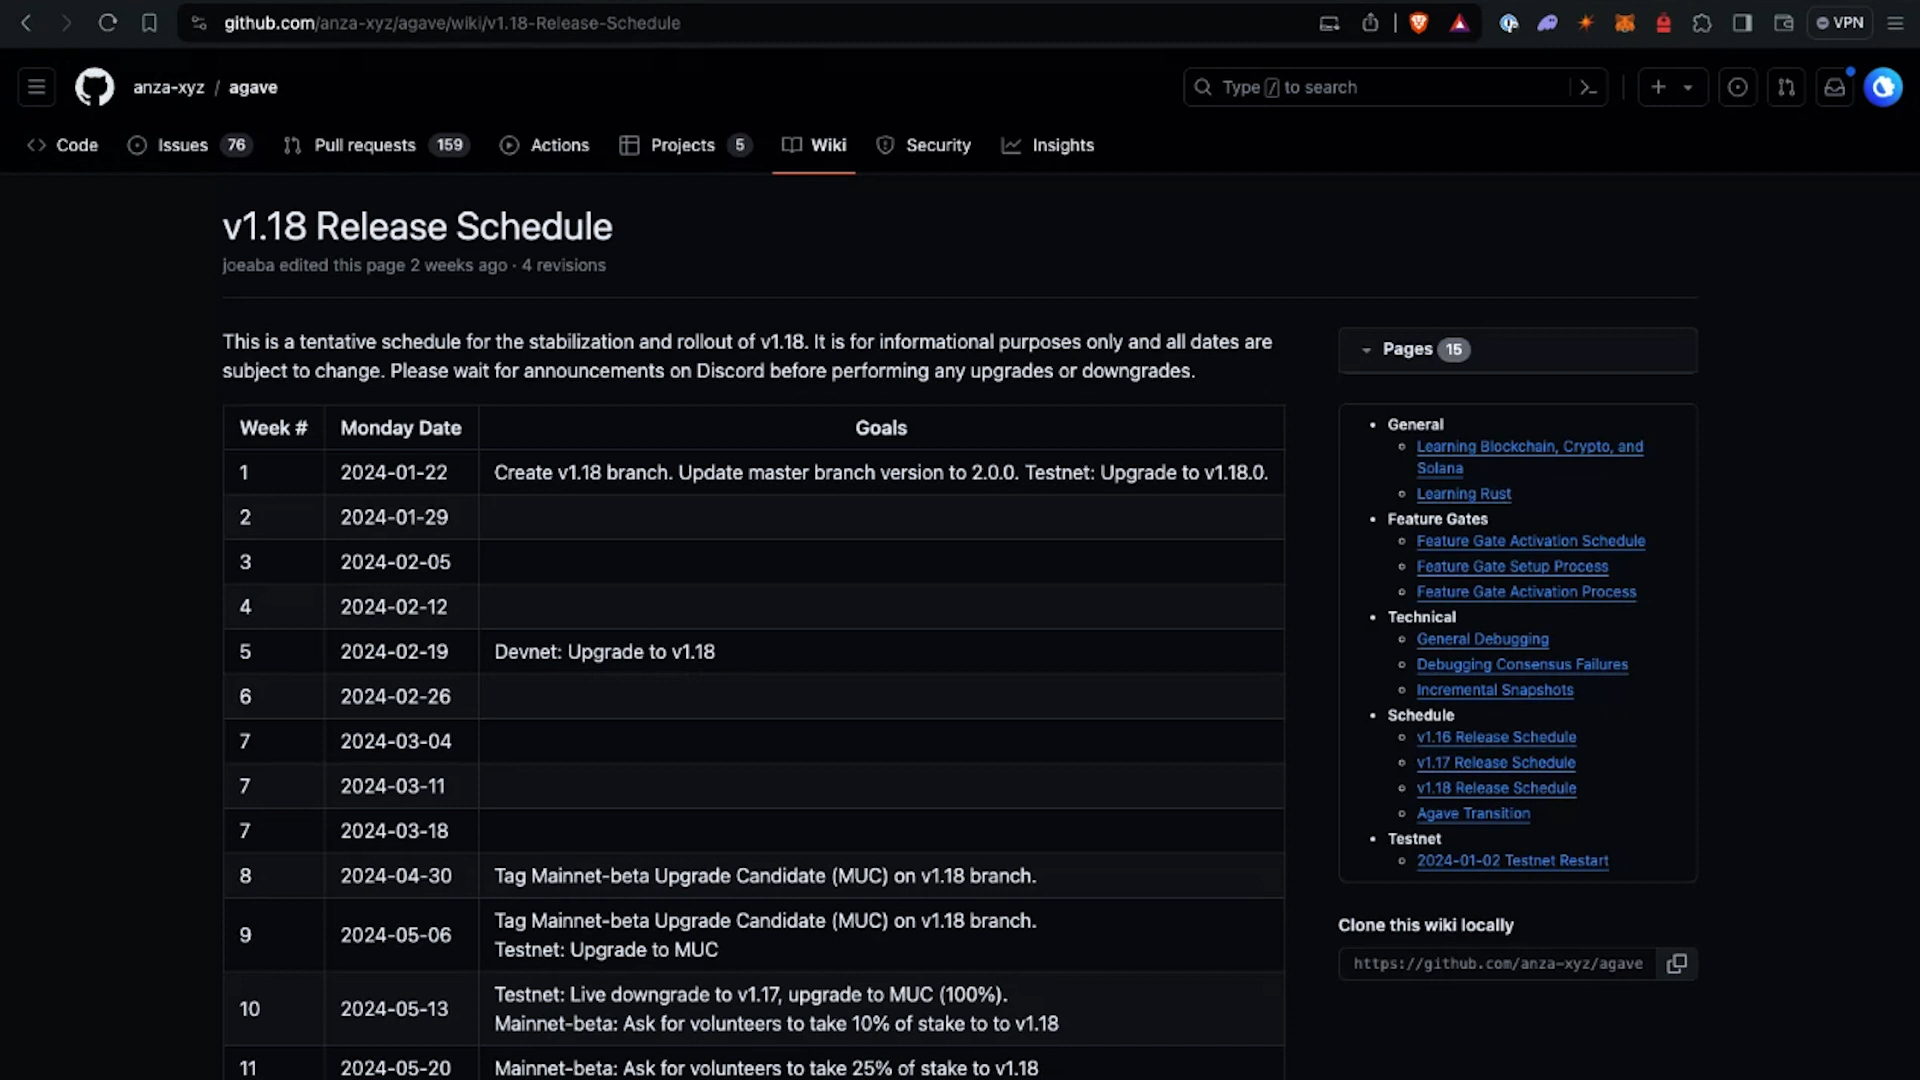 github.com/anza-xyz/agave/wiki/v1.18-Release-Schedule
VPN
anza-xyz / agave
Type / to search
Code
Issues 76
Pull requests 159
Actions
Projects 5
Wiki
Security
Insights
v1.18 Release Schedule
joeaba edited this page 2 weeks ago · 4 revisions
This is a tentative schedule for the stabilization and rollout of v1.18. It is for informational purposes only and all dates are
subject to change. Please wait for announcements on Discord before performing any upgrades or downgrades.
Week # Monday Date Goals
1 2024-01-22 Create v1.18 branch. Update master branch version to 2.0.0. Testnet: Upgrade to v1.18.0.
2 2024-01-29
3 2024-02-05
4 2024-02-12
5 2024-02-19 Devnet: Upgrade to v1.18
6 2024-02-26
7 2024-03-04
7 2024-03-11
7 2024-03-18
8 2024-04-30 Tag Mainnet-beta Upgrade Candidate (MUC) on v1.18 branch.
9 2024-05-06 Tag Mainnet-beta Upgrade Candidate (MUC) on v1.18 branch.
Testnet: Upgrade to MUC
10 2024-05-13 Testnet: Live downgrade to v1.17, upgrade to MUC (100%).
Mainnet-beta: Ask for volunteers to take 10% of stake to to v1.18
11 2024-05-20 Mainnet-beta: Ask for volunteers to take 25% of stake to v1.18
Pages 15
General
Learning Blockchain, Crypto, and
Solana
Learning Rust
Feature Gates
Feature Gate Activation Schedule
Feature Gate Setup Process
Feature Gate Activation Process
Technical
General Debugging
Debugging Consensus Failures
Incremental Snapshots
Schedule
v1.16 Release Schedule
v1.17 Release Schedule
v1.18 Release Schedule
Agave Transition
Testnet
2024-01-02 Testnet Restart
Clone this wiki locally
https://github.com/anza-xyz/agave